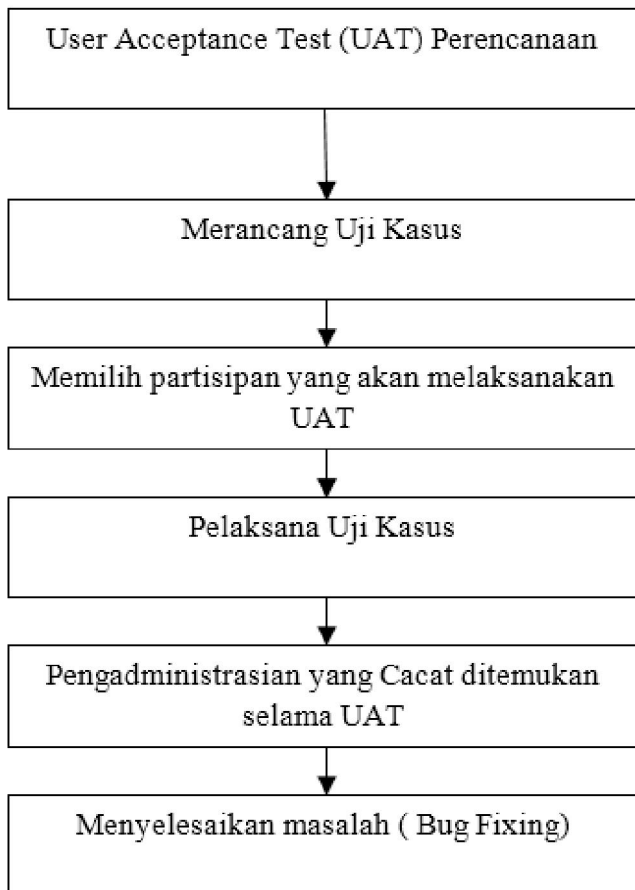 User Acceptance Test (UAT) Perencanaan
Merancang Uji Kasus
Memilih partisipan yang akan melaksanakan
UAT
Pelaksana Uji Kasus
Pengadministrasian yang Cacat ditemukan
selama UAT
Menyelesaikan masalah ( Bug Fixing)